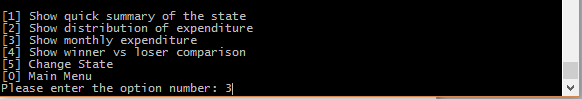 [1] Show quick summary of the state
[2] Show distribution of expenditure
[3] Show monthly expenditure
[4] Show winner vs loser comparison
[5] Change State
[0] Main Menu
Please enter the option number: 3